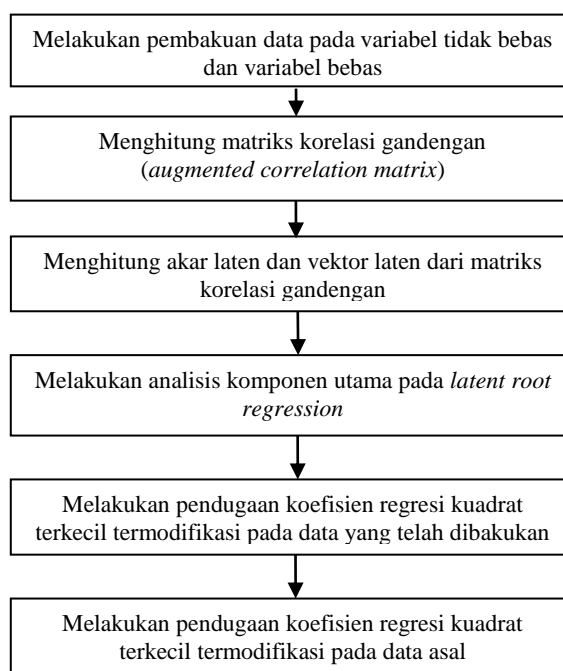 Melakukan pembakuan data pada variabel tidak bebas
dan variabel bebas
Menghitung matriks korelasi gandengan
(augmented correlation matrix)
Menghitung akar laten dan vektor laten dari matriks
korelasi gandengan
Melakukan analisis komponen utama pada latent root
regression
Melakukan pendugaan koefisien regresi kuadrat
terkecil termodifikasi pada data yang telah dibakukan
Melakukan pendugaan koefisien regresi kuadrat
terkecil termodifikasi pada data asal